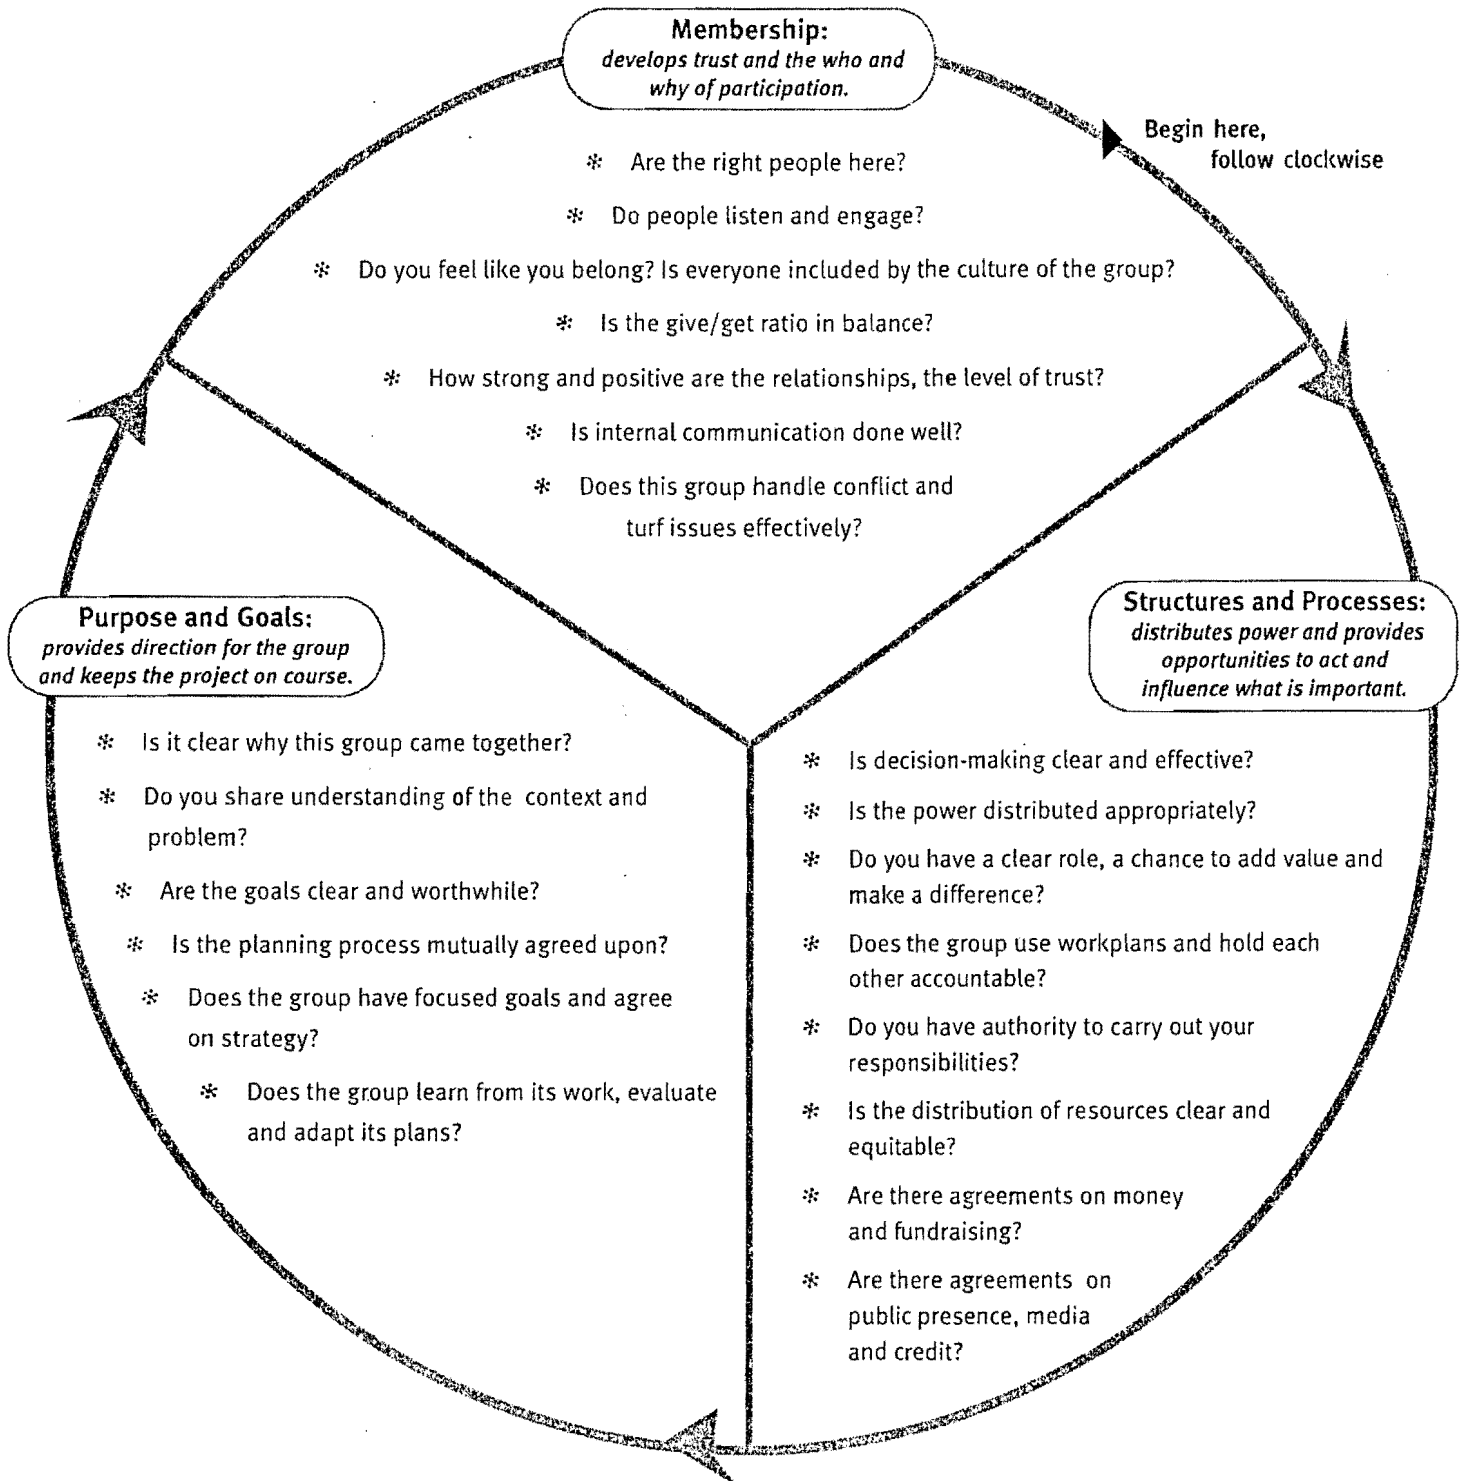 Membership:
develops trust and the who and
why of participation.
Begin here,
follow clockwise
* Are the right people here?
* Do people listen and engage?
* Do you feel like you belong? Is everyone included by the culture of the group?
* Is the give/get ratio in balance?
* How strong and positive are the relationships, the level of trust?
* Is internal communication done well?
* Does this group handle conflict and
turf issues effectively?
Structures and Processes:
distributes power and provides
opportunities to act and
influence what is important.
* Is decision-making clear and effective?
* Is the power distributed appropriately?
* Do you have a clear role, a chance to add value and
make a difference?
* Does the group use workplans and hold each
other accountable?
* Do you have authority to carry out your
responsibilities?
* Is the distribution of resources clear and
equitable?
* Are there agreements on money
and fundraising?
* Are there agreements on
public presence, media
and credit?
Purpose and Goals:
provides direction for the group
and keeps the project on course.
* Is it clear why this group came together?
* Do you share understanding of the context and
problem?
* Are the goals clear and worthwhile?
* Is the planning process mutually agreed upon?
* Does the group have focused goals and agree
on strategy?
* Does the group learn from its work, evaluate
and adapt its plans?